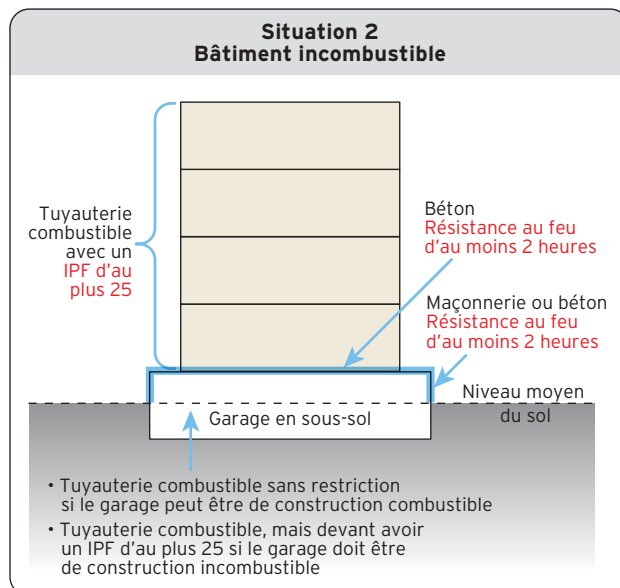 Situation 2
Bâtiment incombustible
Tuyauterie
combustible
avec un
IPF d'au
plus 25
Béton
Résistance au feu
d'au moins 2 heures
Maçonnerie ou béton
Résistance au feu
d'au moins 2 heures
Niveau moyen
du sol
Garage en sous-sol
• Tuyauterie combustible sans restriction
si le garage peut être de construction combustible
• Tuyauterie combustible, mais devant avoir
un IPF d'au plus 25 si le garage doit être
de construction incombustible